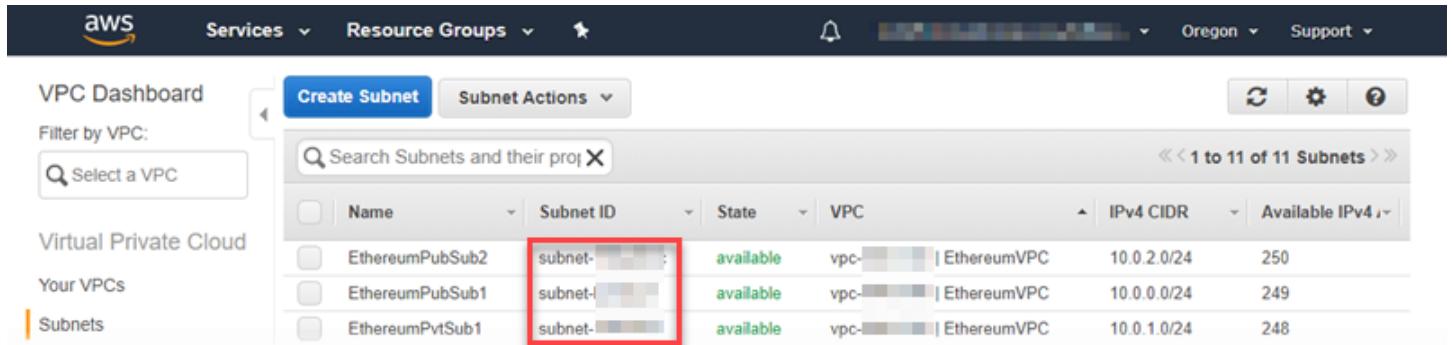 aws Services Resource Groups Oregon Support
VPC Dashboard Create Subnet Subnet Actions
Filter by VPC:
Select a VPC Search Subnets and their prop 1 to 11 of 11 Subnets
Name Subnet ID State VPC IPv4 CIDR Available IPv4
Virtual Private Cloud
EthereumPubSub2 subnet- available vpc- | EthereumVPC 10.0.2.0/24 250
Your VPCs
EthereumPubSub1 subnet- available vpc- | EthereumVPC 10.0.0.0/24 249
Subnets
EthereumPvtSub1 subnet- available vpc- | EthereumVPC 10.0.1.0/24 248